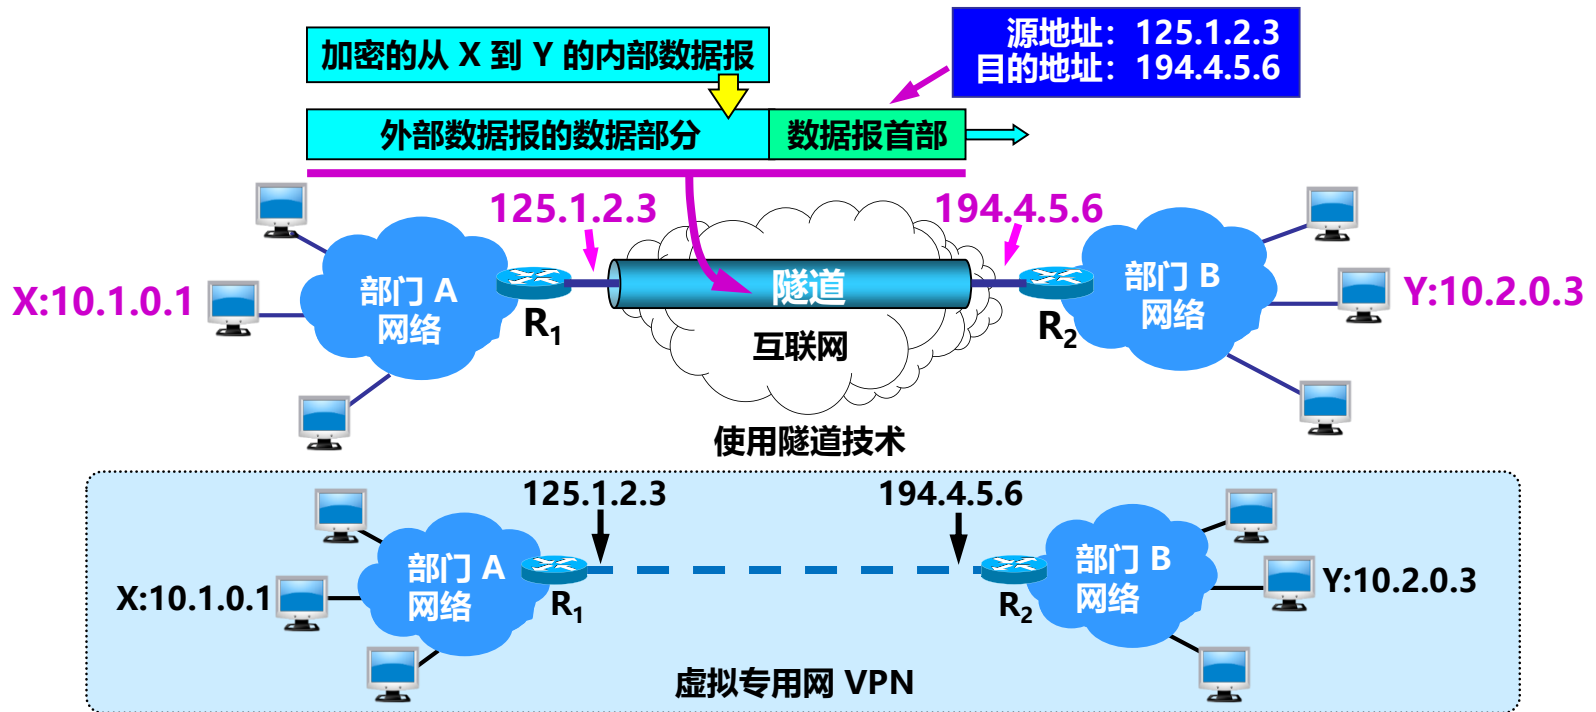 加密的从 X 到 Y 的内部数据报
源地址：125.1.2.3
目的地址：194.4.5.6
外部数据报的数据部分
数据报首部
125.1.2.3
194.4.5.6
X:10.1.0.1
部门 A
网络
R1
隧道
互联网
R2
部门 B
网络
Y:10.2.0.3
使用隧道技术
125.1.2.3
194.4.5.6
X:10.1.0.1
部门 A
网络
R1
R2
部门 B
网络
Y:10.2.0.3
虚拟专用网 VPN